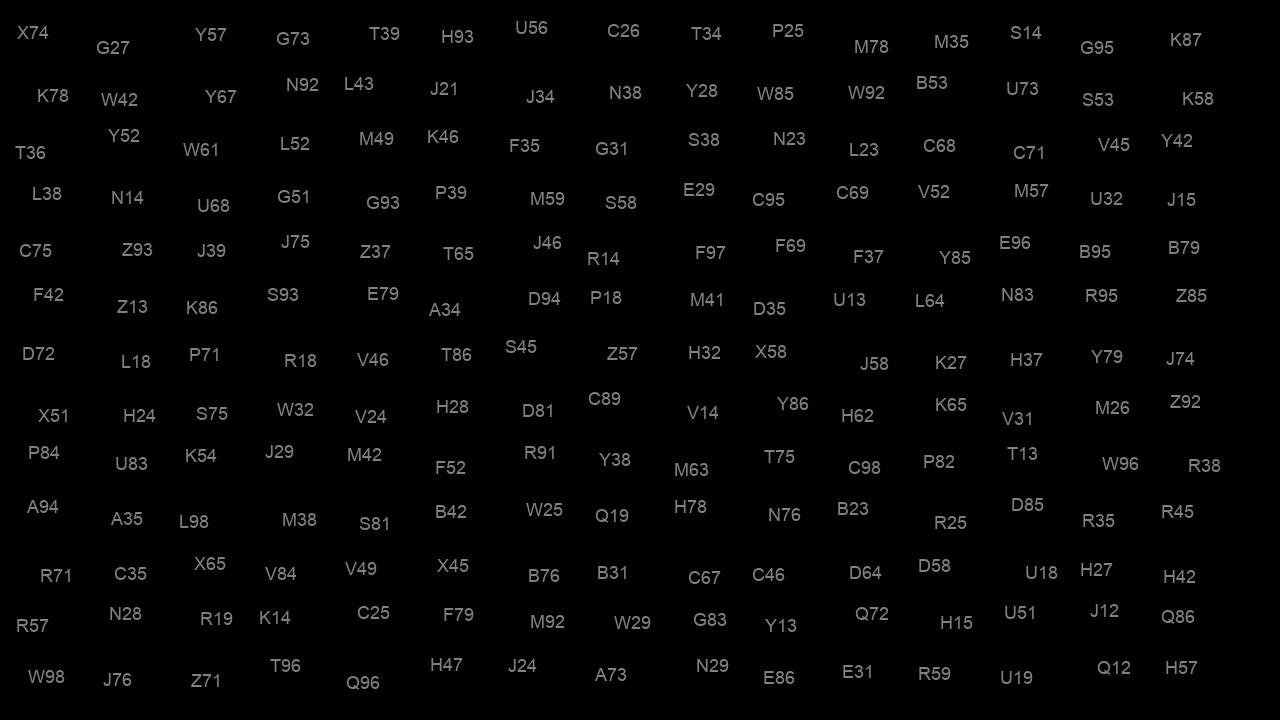 X74 G27 Y57 G73 T39 H93 U56 C26 T34 P25 M78 M35 S14 G95 K87
K78 W42 Y67 N92 L43 J21 J34 N38 Y28 W85 W92 B53 U73 S53 K58
T36 Y52 W61 L52 M49 K46 F35 G31 S38 N23 L23 C68 C71 V45 Y42
L38 N14 U68 G51 G93 P39 M59 S58 E29 C95 C69 V52 M57 U32 J15
C75 Z93 J39 J75 Z37 T65 J46 R14 F97 F69 F37 Y85 E96 B95 B79
F42 Z13 K86 S93 E79 A34 D94 P18 M41 D35 U13 L64 N83 R95 Z85
D72 L18 P71 R18 V46 T86 S45 Z57 H32 X58 J58 K27 H37 Y79 J74
X51 H24 S75 W32 V24 H28 D81 C89 V14 Y86 H62 K65 V31 M26 Z92
P84 U83 K54 J29 M42 F52 R91 Y38 M63 T75 C98 P82 T13 W96 R38
A94 A35 L98 M38 S81 B42 W25 Q19 H78 N76 B23 R25 D85 R35 R45
R71 C35 X65 V84 V49 X45 B76 B31 C67 C46 D64 D58 U18 H27 H42
R57 N28 R19 K14 C25 F79 M92 W29 G83 Y13 Q72 H15 U51 J12 Q86
W98 J76 Z71 T96 Q96 H47 J24 A73 N29 E86 E31 R59 U19 Q12 H57